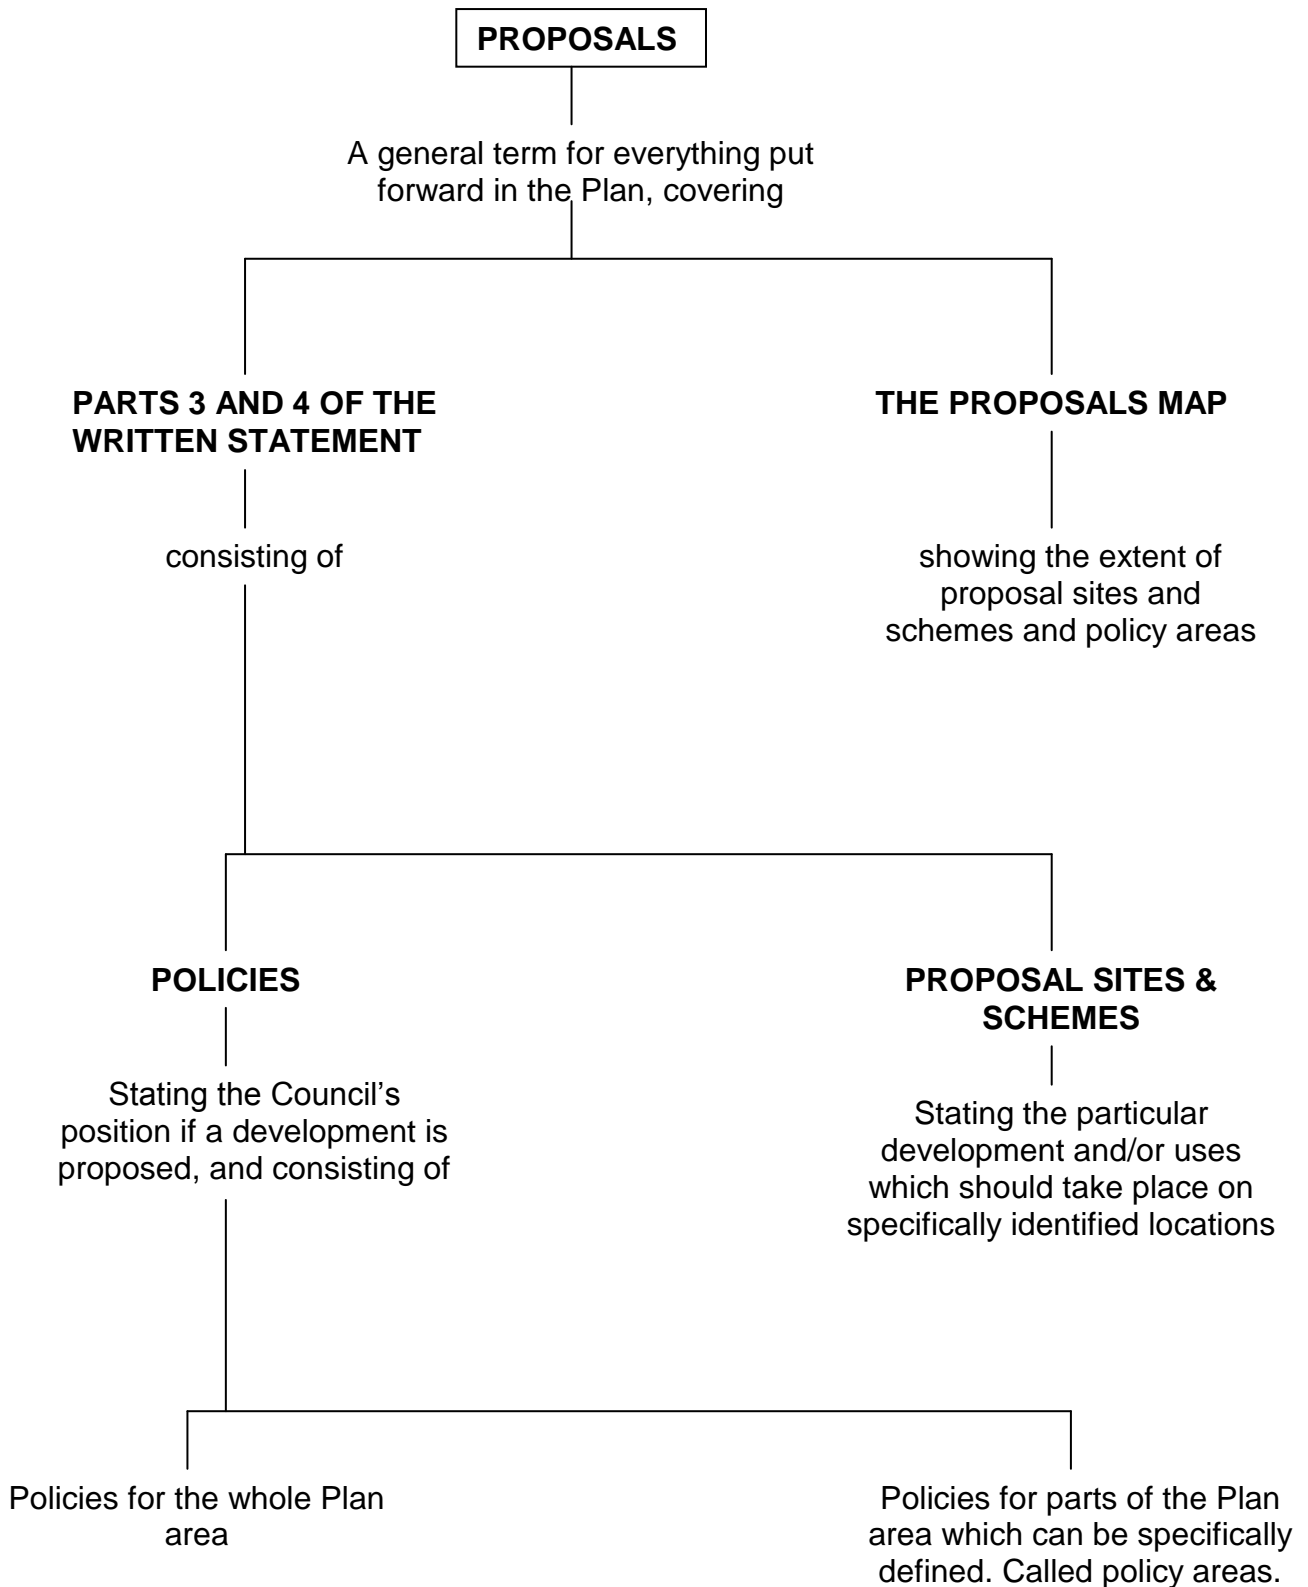 PROPOSALS
A general term for everything put
forward in the Plan, covering
PARTS 3 AND 4 OF THE
WRITTEN STATEMENT
THE PROPOSALS MAP
consisting of
showing the extent of
proposal sites and
schemes and policy areas
POLICIES
PROPOSAL SITES &
SCHEMES
Stating the Council’s
position if a development is
proposed, and consisting of
Stating the particular
development and/or uses
which should take place on
specifically identified locations
Policies for the whole Plan
area
Policies for parts of the Plan
area which can be specifically
defined. Called policy areas.